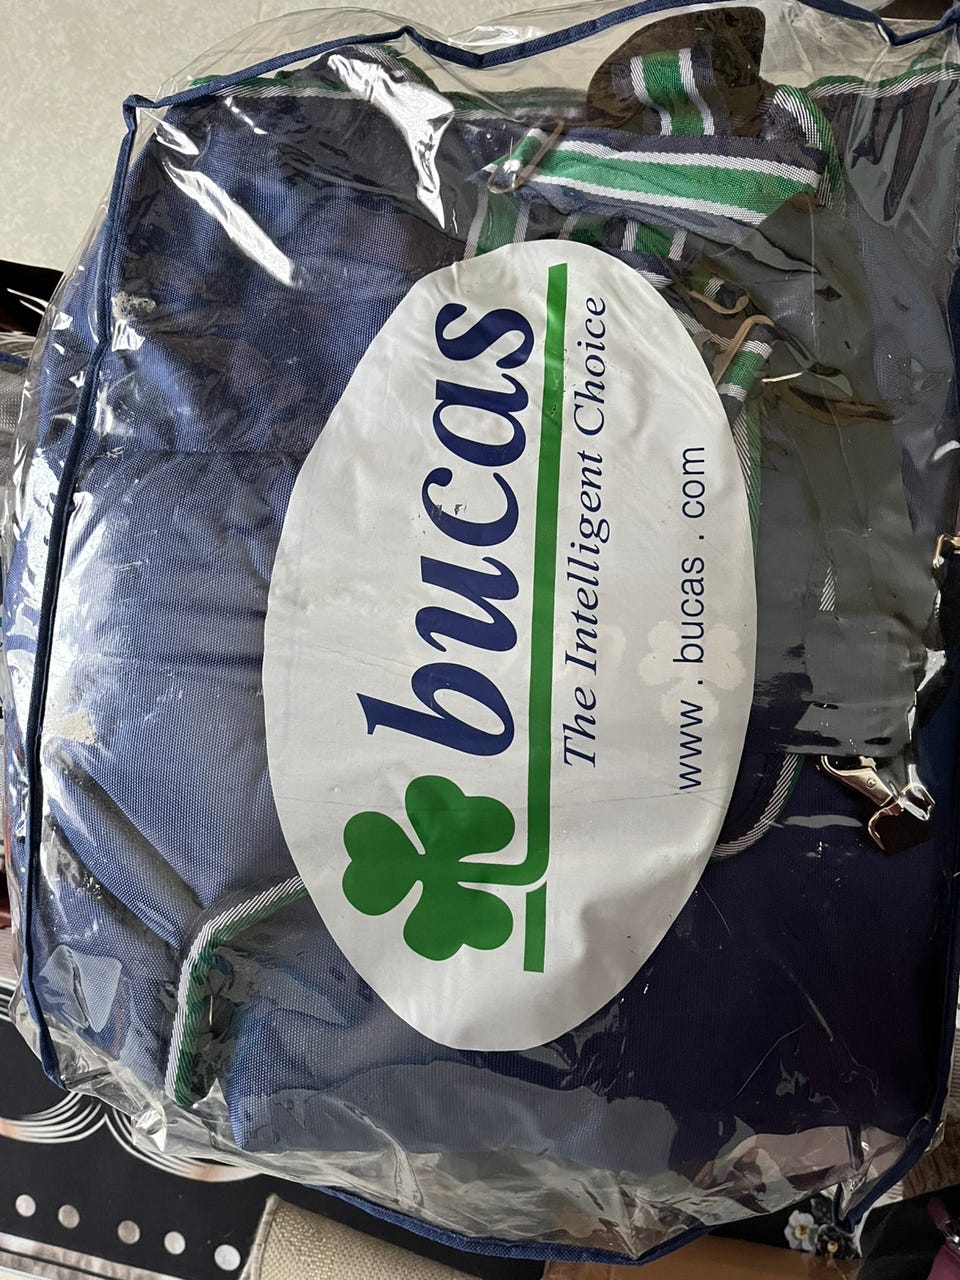 bucas
The Intelligent Choice
www . bucas . com